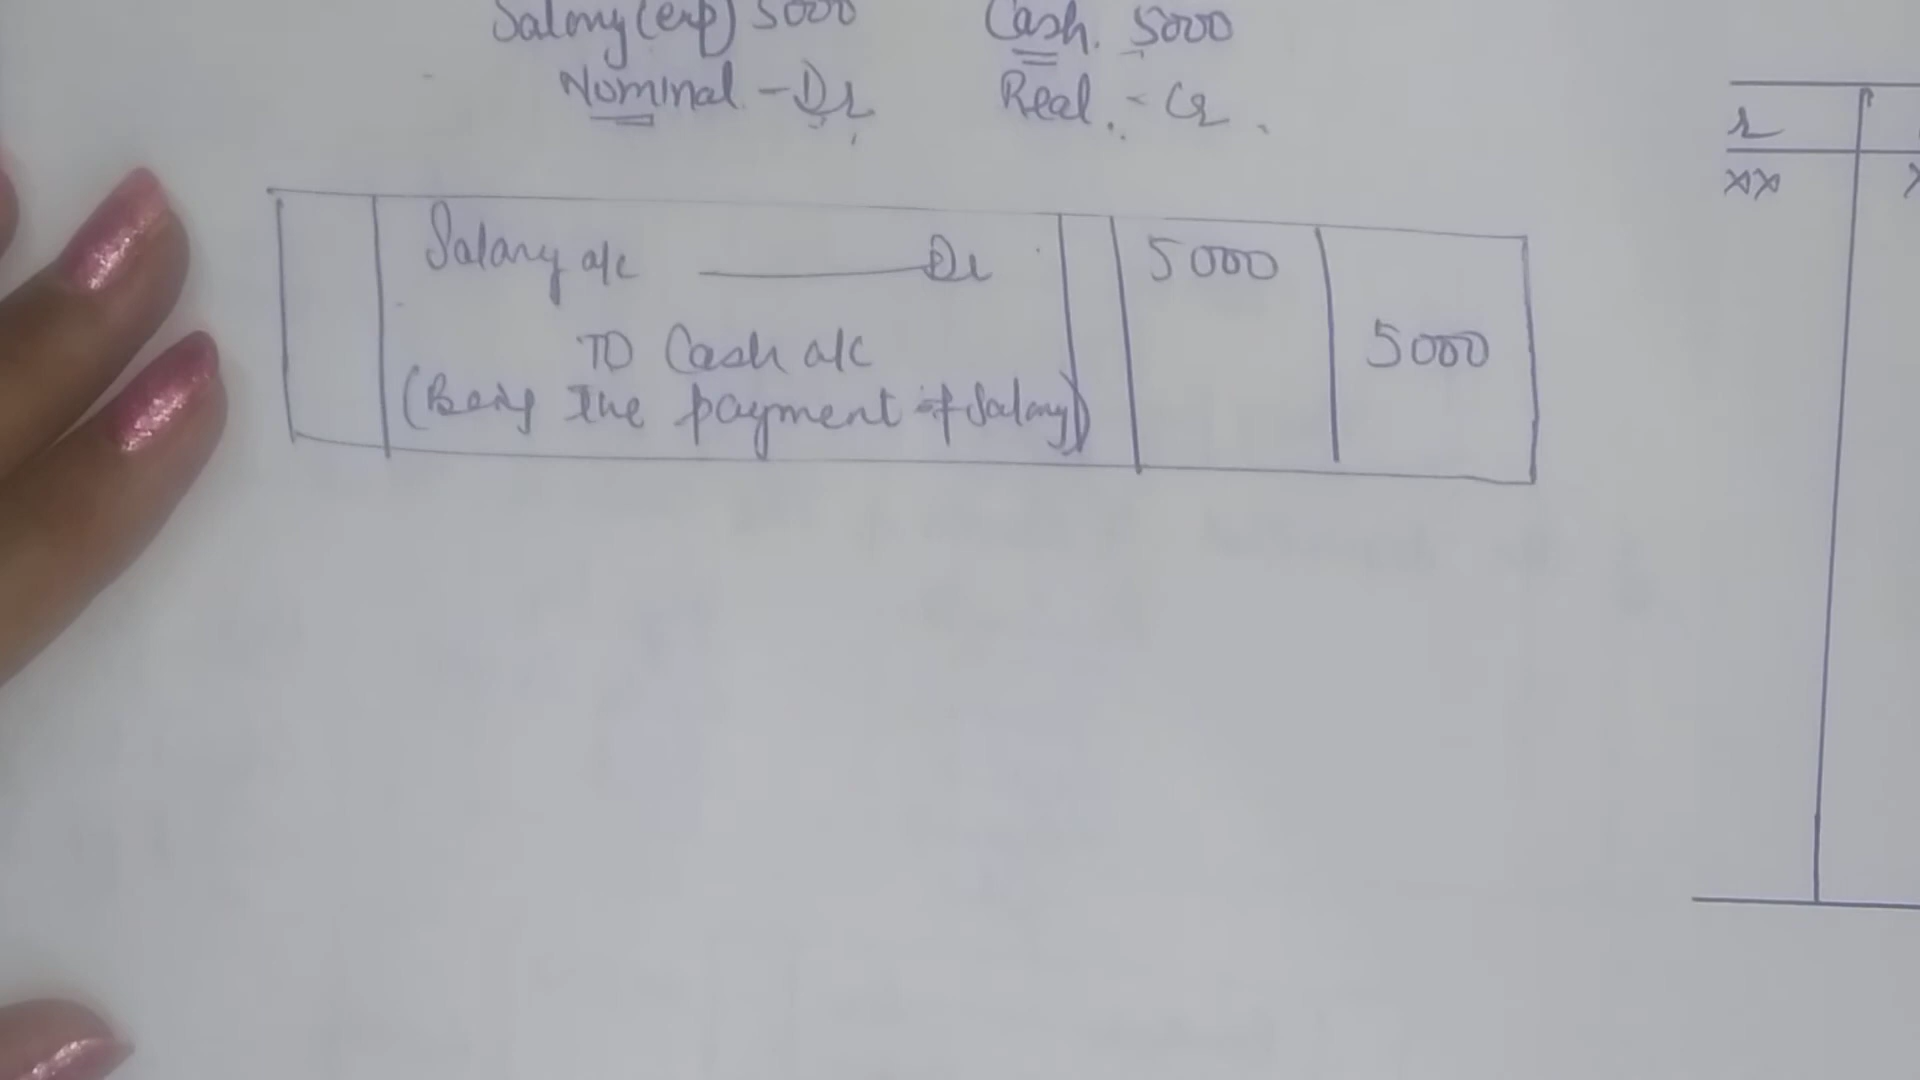 Salary (exp) 5000 Cash. 5000
Nominal - Dr Real. - Cr.
Salary a/c ——— Dr 5000
To Cash a/c 5000
(Being the payment of Salary)
r
xx